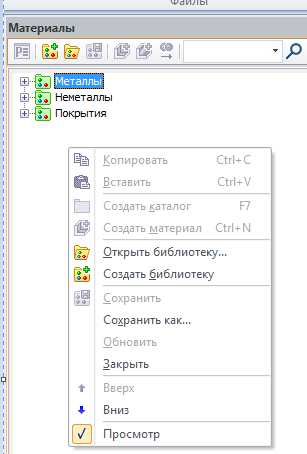 Файлы
Материалы
Металлы
Неметаллы
Покрытия
Копировать Ctrl+C
Вставить Ctrl+V
Создать каталог F7
Создать материал Ctrl+N
Открыть библиотеку...
Создать библиотеку
Сохранить
Сохранить как...
Обновить
Закрыть
Вверх
Вниз
Просмотр